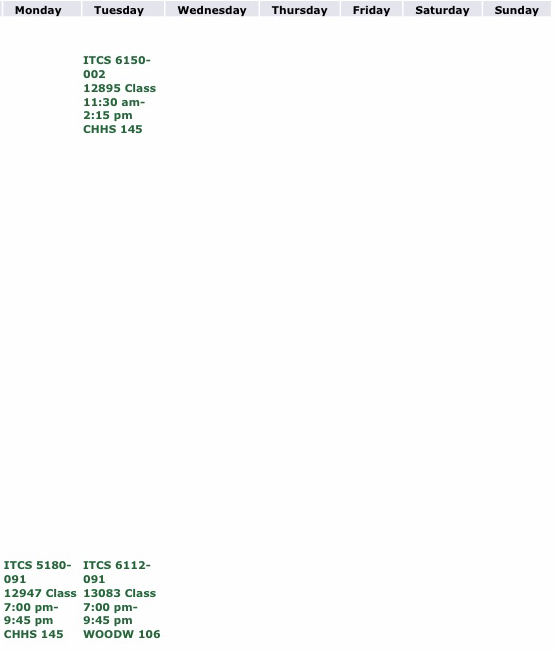 Monday Tuesday Wednesday Thursday Friday Saturday Sunday
ITCS 6150-
002
12895 Class
11:30 am-
2:15 pm
CHHS 145
ITCS 5180-
091
12947 Class
7:00 pm-
9:45 pm
CHHS 145
ITCS 6112-
091
13083 Class
7:00 pm-
9:45 pm
WOODW 106